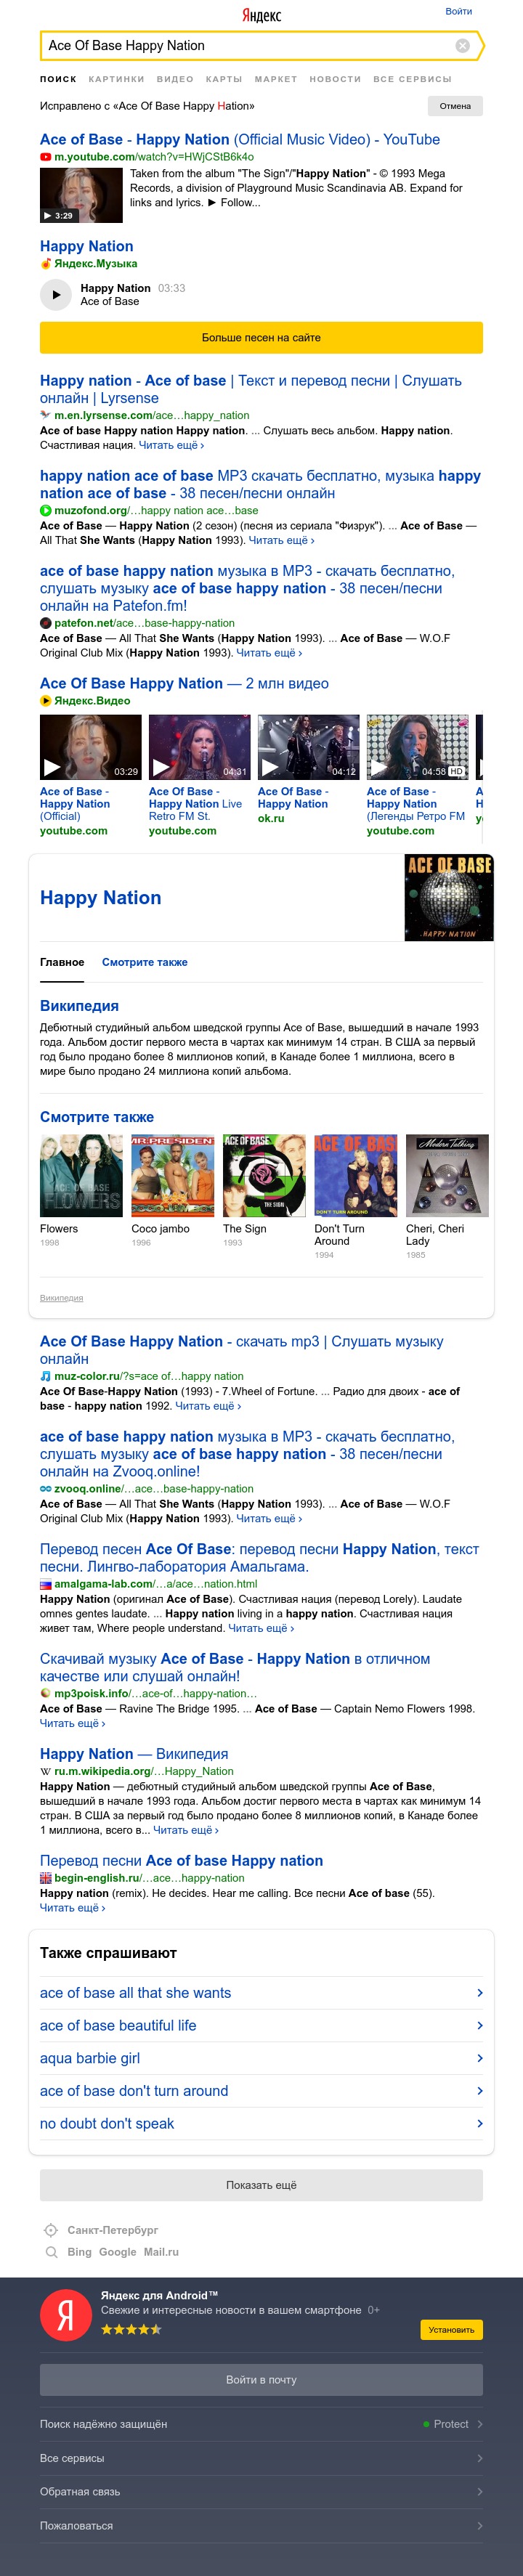 Яндекс
Войти
Ace Of Base Happy Nation
ПОИСК КАРТИНКИ ВИДЕО КАРТЫ МАРКЕТ НОВОСТИ ВСЕ СЕРВИСЫ
Исправлено с «Ace Of Base Happy Hation»
Отмена
Ace of Base - Happy Nation (Official Music Video) - YouTube
m.youtube.com/watch?v=HWjCStB6k4o
Taken from the album "The Sign"/"Happy Nation" - © 1993 Mega
Records, a division of Playground Music Scandinavia AB. Expand for
links and lyrics. ► Follow...
3:29
Happy Nation
Яндекс.Музыка
Happy Nation 03:33
Ace of Base
Больше песен на сайте
Happy nation - Ace of base | Текст и перевод песни | Слушать
онлайн | Lyrsense
m.en.lyrsense.com/ace…happy_nation
Ace of base Happy nation Happy nation. ... Слушать весь альбом. Happy nation.
Счастливая нация. Читать ещё ›
happy nation ace of base MP3 скачать бесплатно, музыка happy
nation ace of base - 38 песен/песни онлайн
muzofond.org/…happy nation ace…base
Ace of Base — Happy Nation (2 сезон) (песня из сериала "Физрук"). ... Ace of Base —
All That She Wants (Happy Nation 1993). Читать ещё ›
ace of base happy nation музыка в MP3 - скачать бесплатно,
слушать музыку ace of base happy nation - 38 песен/песни
онлайн на Patefon.fm!
patefon.net/ace…base-happy-nation
Ace of Base — All That She Wants (Happy Nation 1993). ... Ace of Base — W.O.F
Original Club Mix (Happy Nation 1993). Читать ещё ›
Ace Of Base Happy Nation — 2 млн видео
Яндекс.Видео
03:29 04:31 04:12 04:58 HD
Ace of Base - Ace Of Base - Ace Of Base - Ace of Base - A
Happy Nation Happy Nation Live Happy Nation Happy Nation H
(Official) Retro FM St. ok.ru (Легенды Ретро FM y
youtube.com youtube.com youtube.com
Happy Nation
ACE OF BASE
HAPPY NATION
Главное Смотрите также
Википедия
Дебютный студийный альбом шведской группы Ace of Base, вышедший в начале 1993
года. Альбом достиг первого места в чартах как минимум 14 стран. В США за первый
год было продано более 8 миллионов копий, в Канаде более 1 миллиона, всего в
мире было продано 24 миллиона копий альбома.
Смотрите также
ACE OF BASE
FLOWERS
MR. PRESIDENT
COCO JAMBO
ACE OF BASE
THE SIGN
ACE OF BASE
DON'T TURN AROUND
Modern Talking
Flowers Coco jambo The Sign Don't Turn Cheri, Cheri
1998 1996 1993 Around Lady
1994 1985
Википедия
Ace Of Base Happy Nation - скачать mp3 | Слушать музыку
онлайн
muz-color.ru/?s=ace of…happy nation
Ace Of Base-Happy Nation (1993) - 7.Wheel of Fortune. ... Радио для двоих - ace of
base - happy nation 1992. Читать ещё ›
ace of base happy nation музыка в MP3 - скачать бесплатно,
слушать музыку ace of base happy nation - 38 песен/песни
онлайн на Zvooq.online!
zvooq.online/…ace…base-happy-nation
Ace of Base — All That She Wants (Happy Nation 1993). ... Ace of Base — W.O.F
Original Club Mix (Happy Nation 1993). Читать ещё ›
Перевод песен Ace Of Base: перевод песни Happy Nation, текст
песни. Лингво-лаборатория Амальгама.
amalgama-lab.com/…a/ace…nation.html
Happy Nation (оригинал Ace of Base). Счастливая нация (перевод Lorely). Laudate
omnes gentes laudate. ... Happy nation living in a happy nation. Счастливая нация
живет там, Where people understand. Читать ещё ›
Скачивай музыку Ace of Base - Happy Nation в отличном
качестве или слушай онлайн!
mp3poisk.info/…ace-of…happy-nation…
Ace of Base — Ravine The Bridge 1995. ... Ace of Base — Captain Nemo Flowers 1998.
Читать ещё ›
Happy Nation — Википедия
W ru.m.wikipedia.org/…Happy_Nation
Happy Nation — дебютный студийный альбом шведской группы Ace of Base,
вышедший в начале 1993 года. Альбом достиг первого места в чартах как минимум 14
стран. В США за первый год было продано более 8 миллионов копий, в Канаде более
1 миллиона, всего в... Читать ещё ›
Перевод песни Ace of base Happy nation
begin-english.ru/…ace…happy-nation
Happy nation (remix). He decides. Hear me calling. Все песни Ace of base (55).
Читать ещё ›
Также спрашивают
ace of base all that she wants
ace of base beautiful life
aqua barbie girl
ace of base don't turn around
no doubt don't speak
Показать ещё
Санкт-Петербург
Bing Google Mail.ru
Я
Яндекс для Android™
Свежие и интересные новости в вашем смартфоне 0+
Установить
Войти в почту
Поиск надёжно защищён Protect
Все сервисы
Обратная связь
Пожаловаться